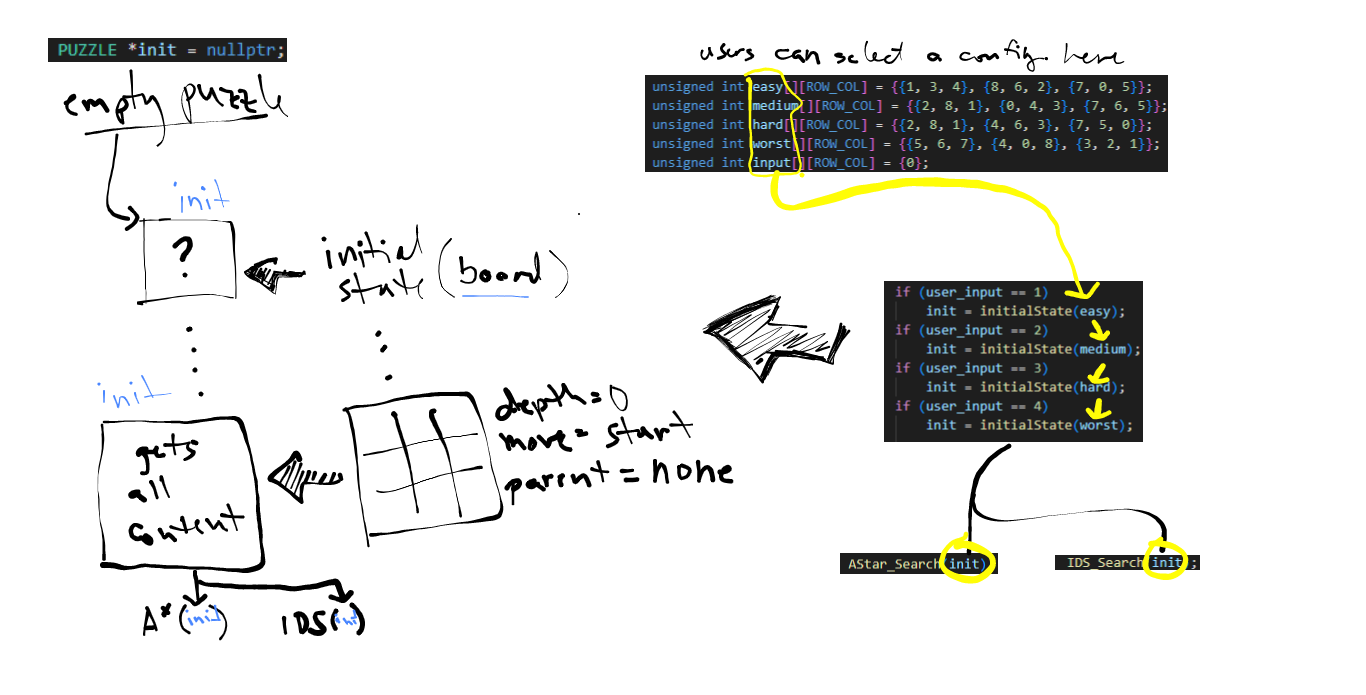 PUZZLE *init = nullptr;
empty puzzle
init
?
initial
state (board)
init
gets
all
content
depth = 0
move = start
parent = none
A*(init)
IDS(init)
users can select a config. here
unsigned int easy[][ROW_COL] = {{1, 3, 4}, {8, 6, 2}, {7, 0, 5}};
unsigned int medium[][ROW_COL] = {{2, 8, 1}, {0, 4, 3}, {7, 6, 5}};
unsigned int hard[][ROW_COL] = {{2, 8, 1}, {4, 6, 3}, {7, 5, 0}};
unsigned int worst[][ROW_COL] = {{5, 6, 7}, {4, 0, 8}, {3, 2, 1}};
unsigned int input[][ROW_COL] = {0};
if (user_input == 1)
init = initialState(easy);
if (user_input == 2)
init = initialState(medium);
if (user_input == 3)
init = initialState(hard);
if (user_input == 4)
init = initialState(worst);
AStar_Search(init)
IDS_Search(init);